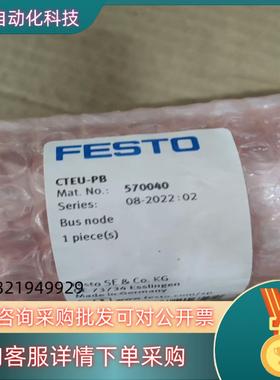 自动化科技
FESTO
CTEU-PB
Mat. No.: 570040
Series: 08-2022:02
Bus node
1 piece(s)
Festo SE & Co. KG
73734 Esslingen
Made in Germany
321949929
咨询采购批发可对公开票
客服详情下单采购